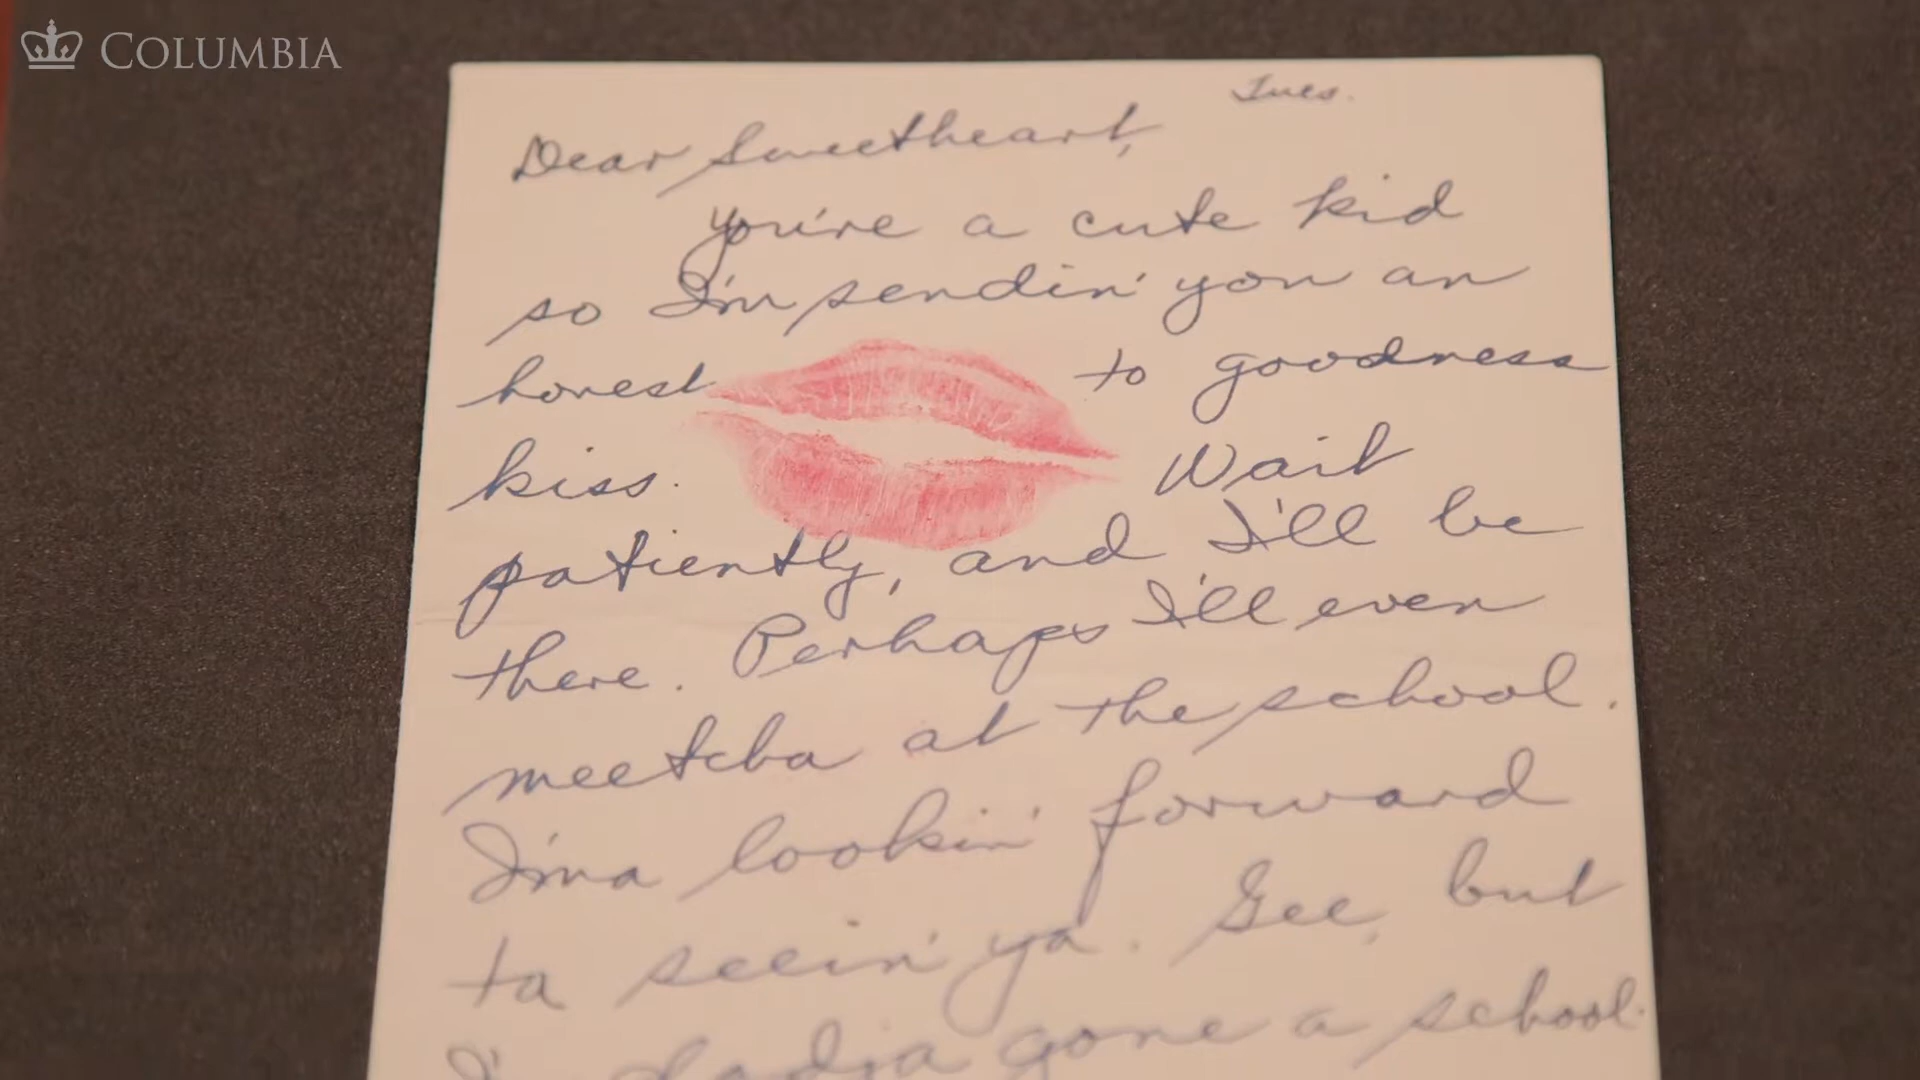 COLUMBIA
Tues.
Dear Sweetheart,
You're a cute kid
so I'm sendin' you an
honest to goodness
kiss. Wait
patiently, and I'll be
there. Perhaps I'll even
meetcha at the school.
I'ma lookin' forward
ta seein' ya. Gee, but
gone a school.